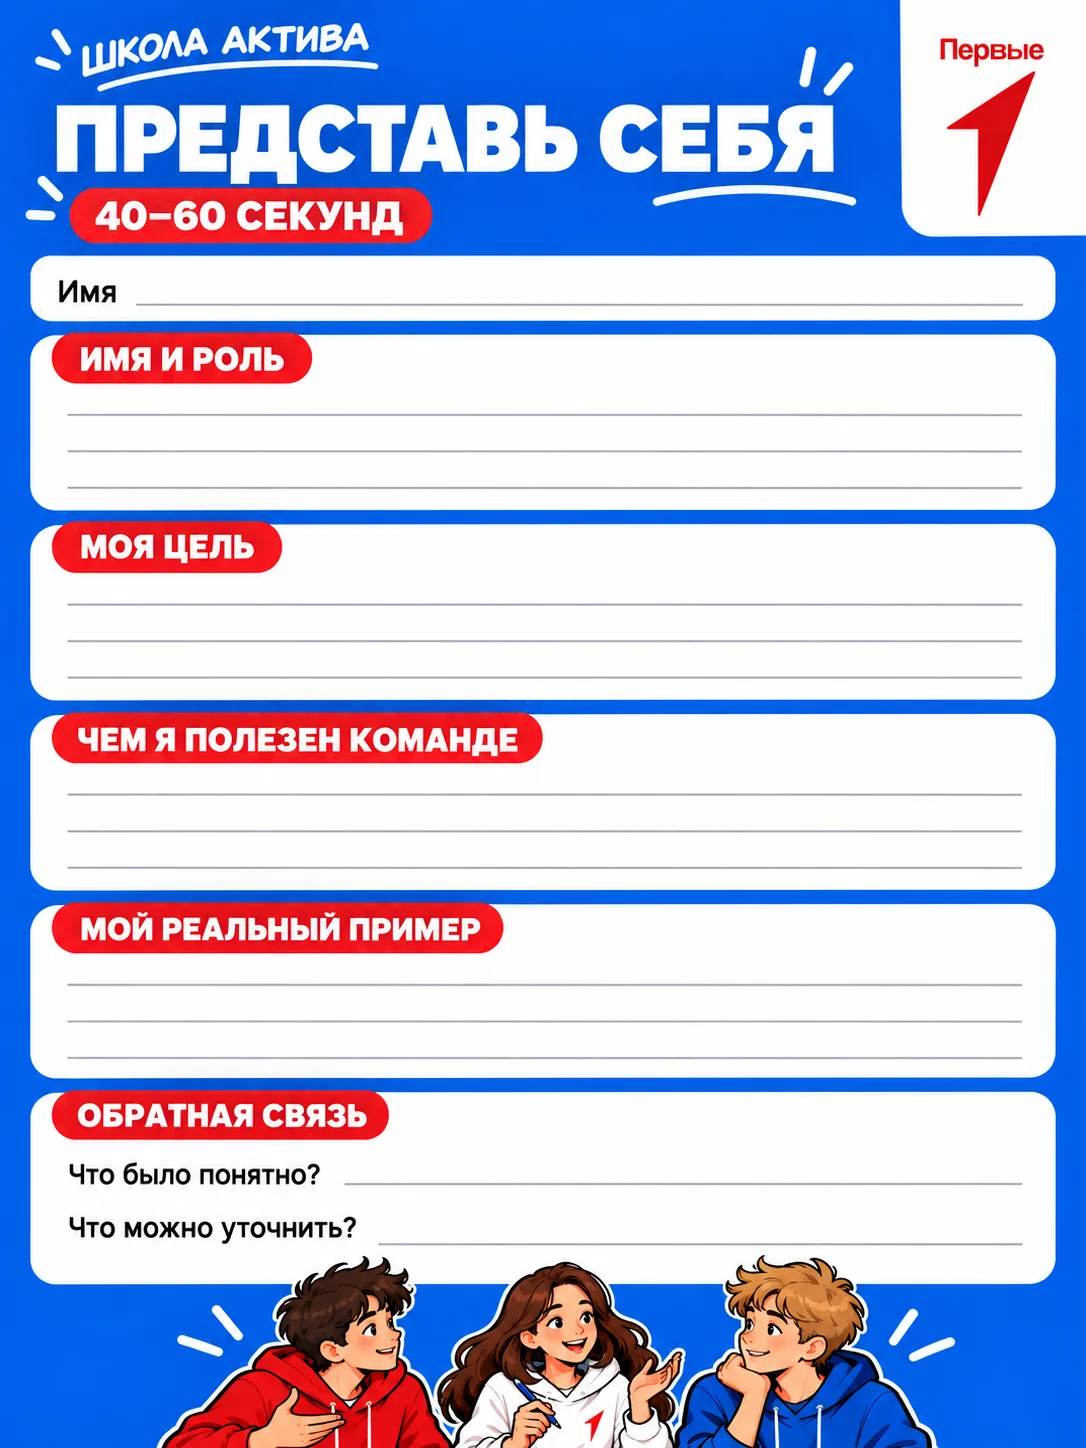 ШКОЛА АКТИВА
Первые
ПРЕДСТАВЬ СЕБЯ
40–60 СЕКУНД
Имя
ИМЯ И РОЛЬ
МОЯ ЦЕЛЬ
ЧЕМ Я ПОЛЕЗЕН КОМАНДЕ
МОЙ РЕАЛЬНЫЙ ПРИМЕР
ОБРАТНАЯ СВЯЗЬ
Что было понятно?
Что можно уточнить?